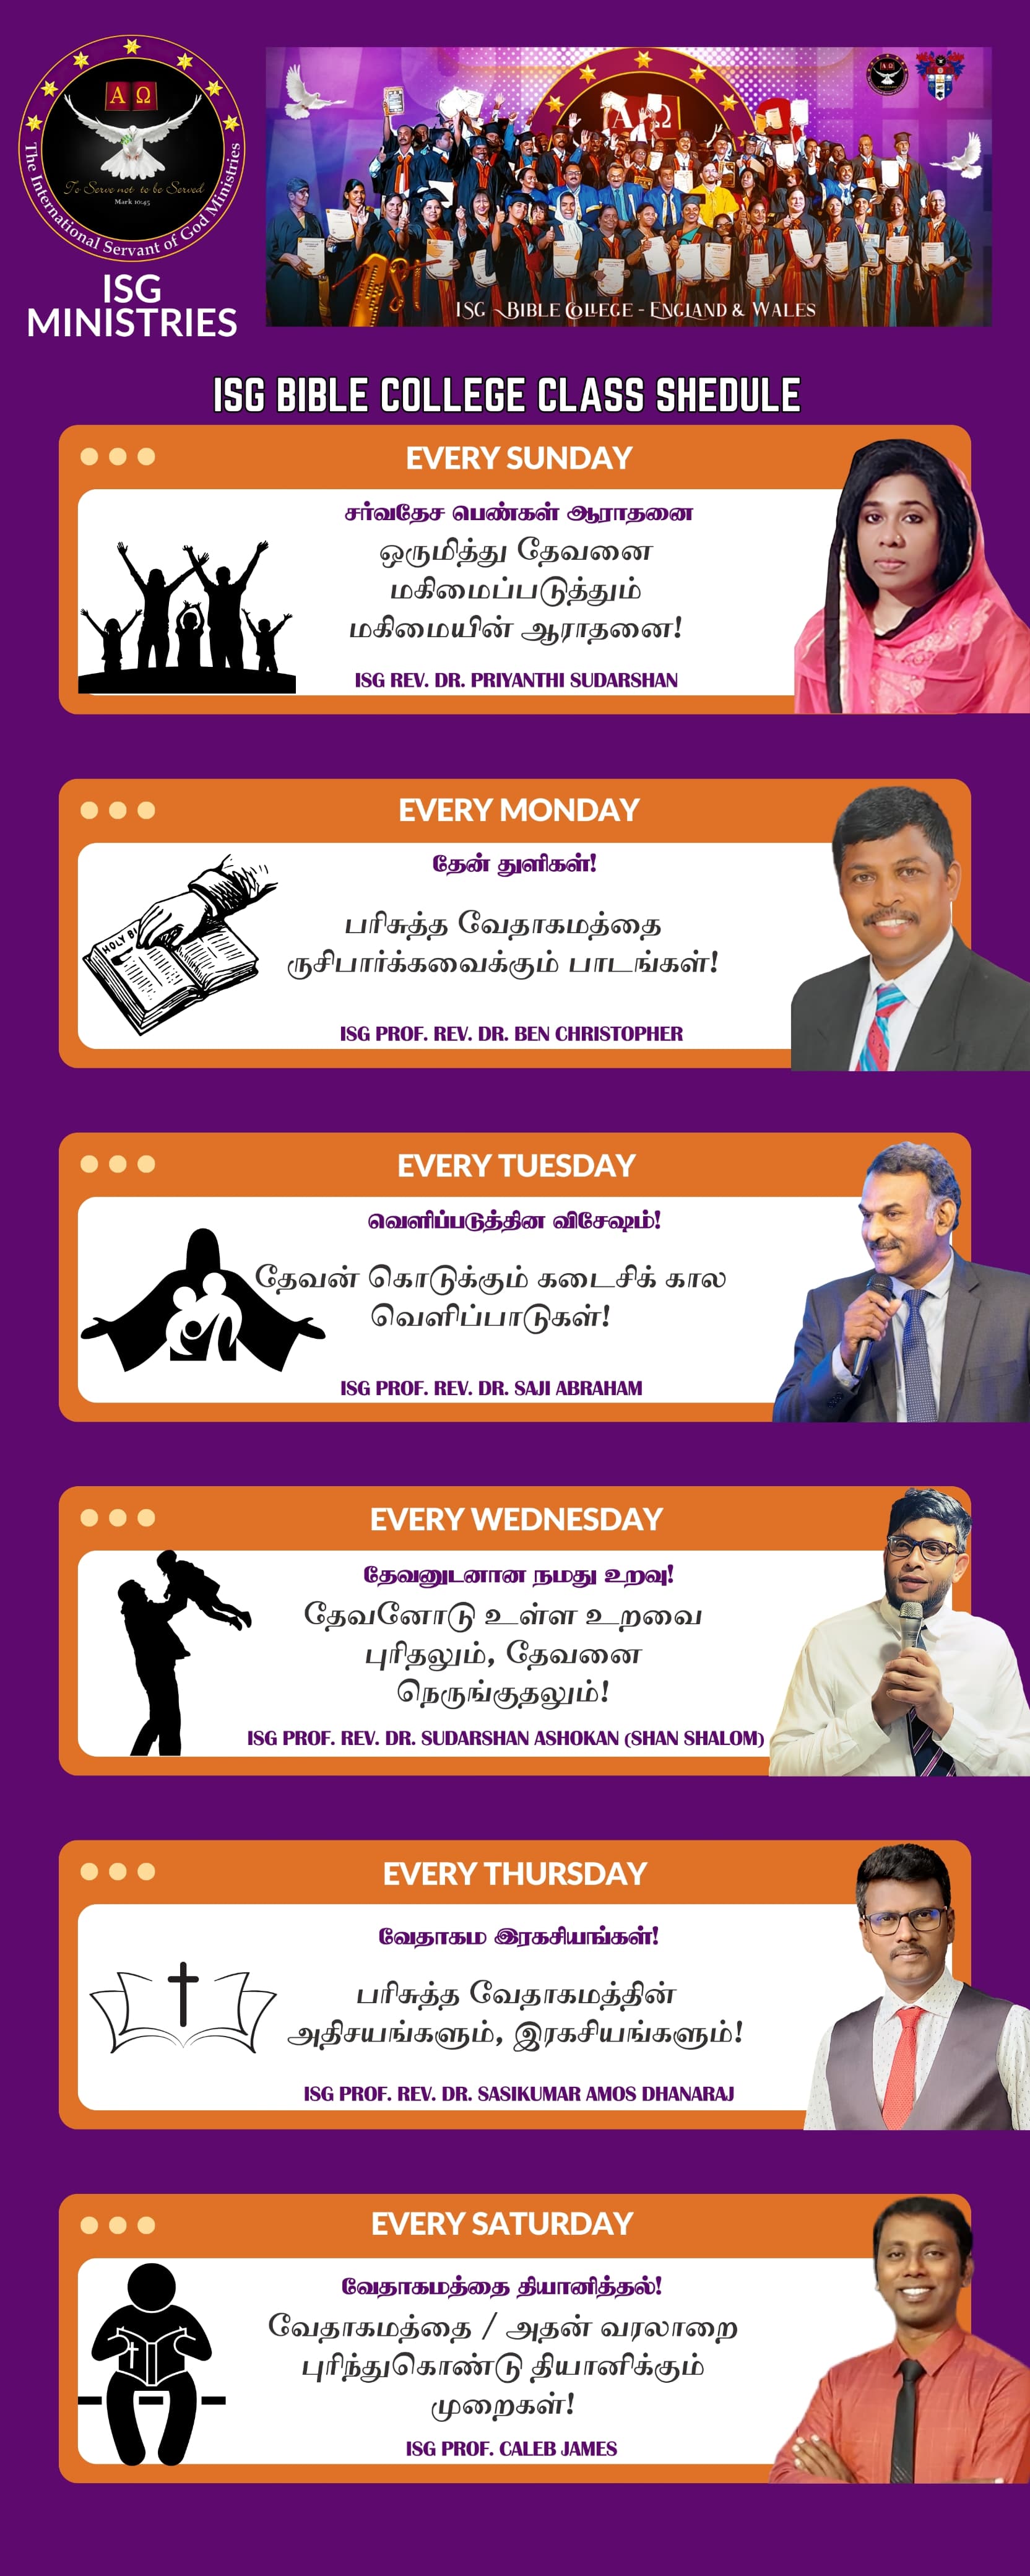 The International Servant of God Ministries
Α Ω
To Serve not to be Served
Mark 10:45
ISG
MINISTRIES
Α Ω
ISG - BIBLE COLLEGE - ENGLAND & WALES
ISG BIBLE COLLEGE CLASS SHEDULE
EVERY SUNDAY
சர்வதேச பெண்கள் ஆராதனை
ஒருமித்து தேவனை
மகிமைப்படுத்தும்
மகிமையின் ஆராதனை!
ISG REV. DR. PRIYANTHI SUDARSHAN
EVERY MONDAY
தேன் துளிகள்!
HOLY BI
பரிசுத்த வேதாகமத்தை
ருசிபார்க்கவைக்கும் பாடங்கள்!
ISG PROF. REV. DR. BEN CHRISTOPHER
EVERY TUESDAY
வெளிப்படுத்தின விசேஷம்!
தேவன் கொடுக்கும் கடைசிக் கால
வெளிப்பாடுகள்!
ISG PROF. REV. DR. SAJI ABRAHAM
EVERY WEDNESDAY
தேவனுடனான நமது உறவு!
தேவனோடு உள்ள உறவை
புரிதலும், தேவனை
நெருங்குதலும்!
ISG PROF. REV. DR. SUDARSHAN ASHOKAN (SHAN SHALOM)
EVERY THURSDAY
வேதாகம இரகசியங்கள்!
பரிசுத்த வேதாகமத்தின்
அதிசயங்களும், இரகசியங்களும்!
ISG PROF. REV. DR. SASIKUMAR AMOS DHANARAJ
EVERY SATURDAY
வேதாகமத்தை தியானித்தல்!
வேதாகமத்தை / அதன் வரலாறை
புரிந்துகொண்டு தியானிக்கும்
முறைகள்!
ISG PROF. CALEB JAMES